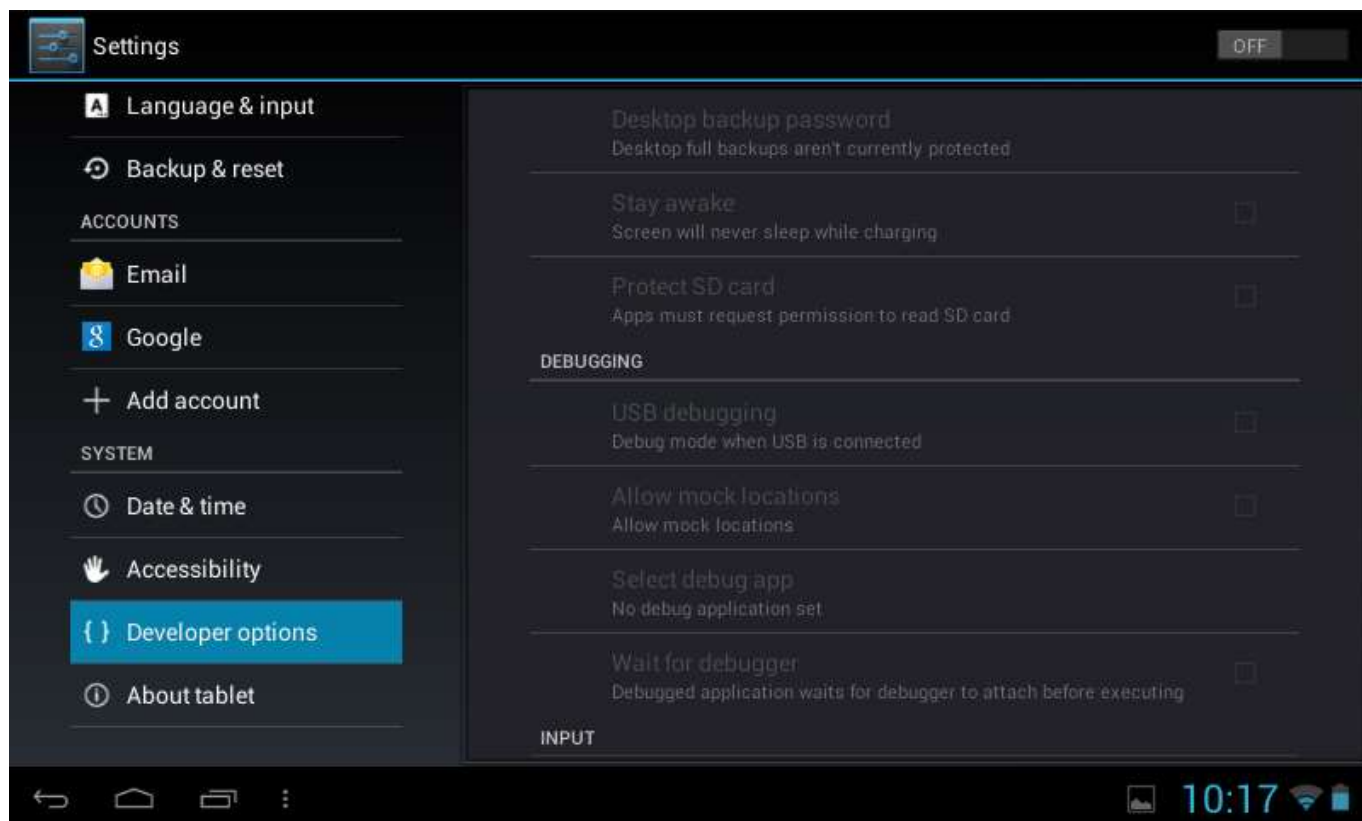 Settings
OFF
Language & input
Backup & reset
ACCOUNTS
Email
Google
Add account
SYSTEM
Date & time
Accessibility
{ } Developer options
About tablet
Desktop backup password
Desktop full backups aren't currently protected
Stay awake
Screen will never sleep while charging
Protect SD card
Apps must request permission to read SD card
DEBUGGING
USB debugging
Debug mode when USB is connected
Allow mock locations
Allow mock locations
Select debug app
No debug application set
Wait for debugger
Debugged application waits for debugger to attach before executing
INPUT
10:17